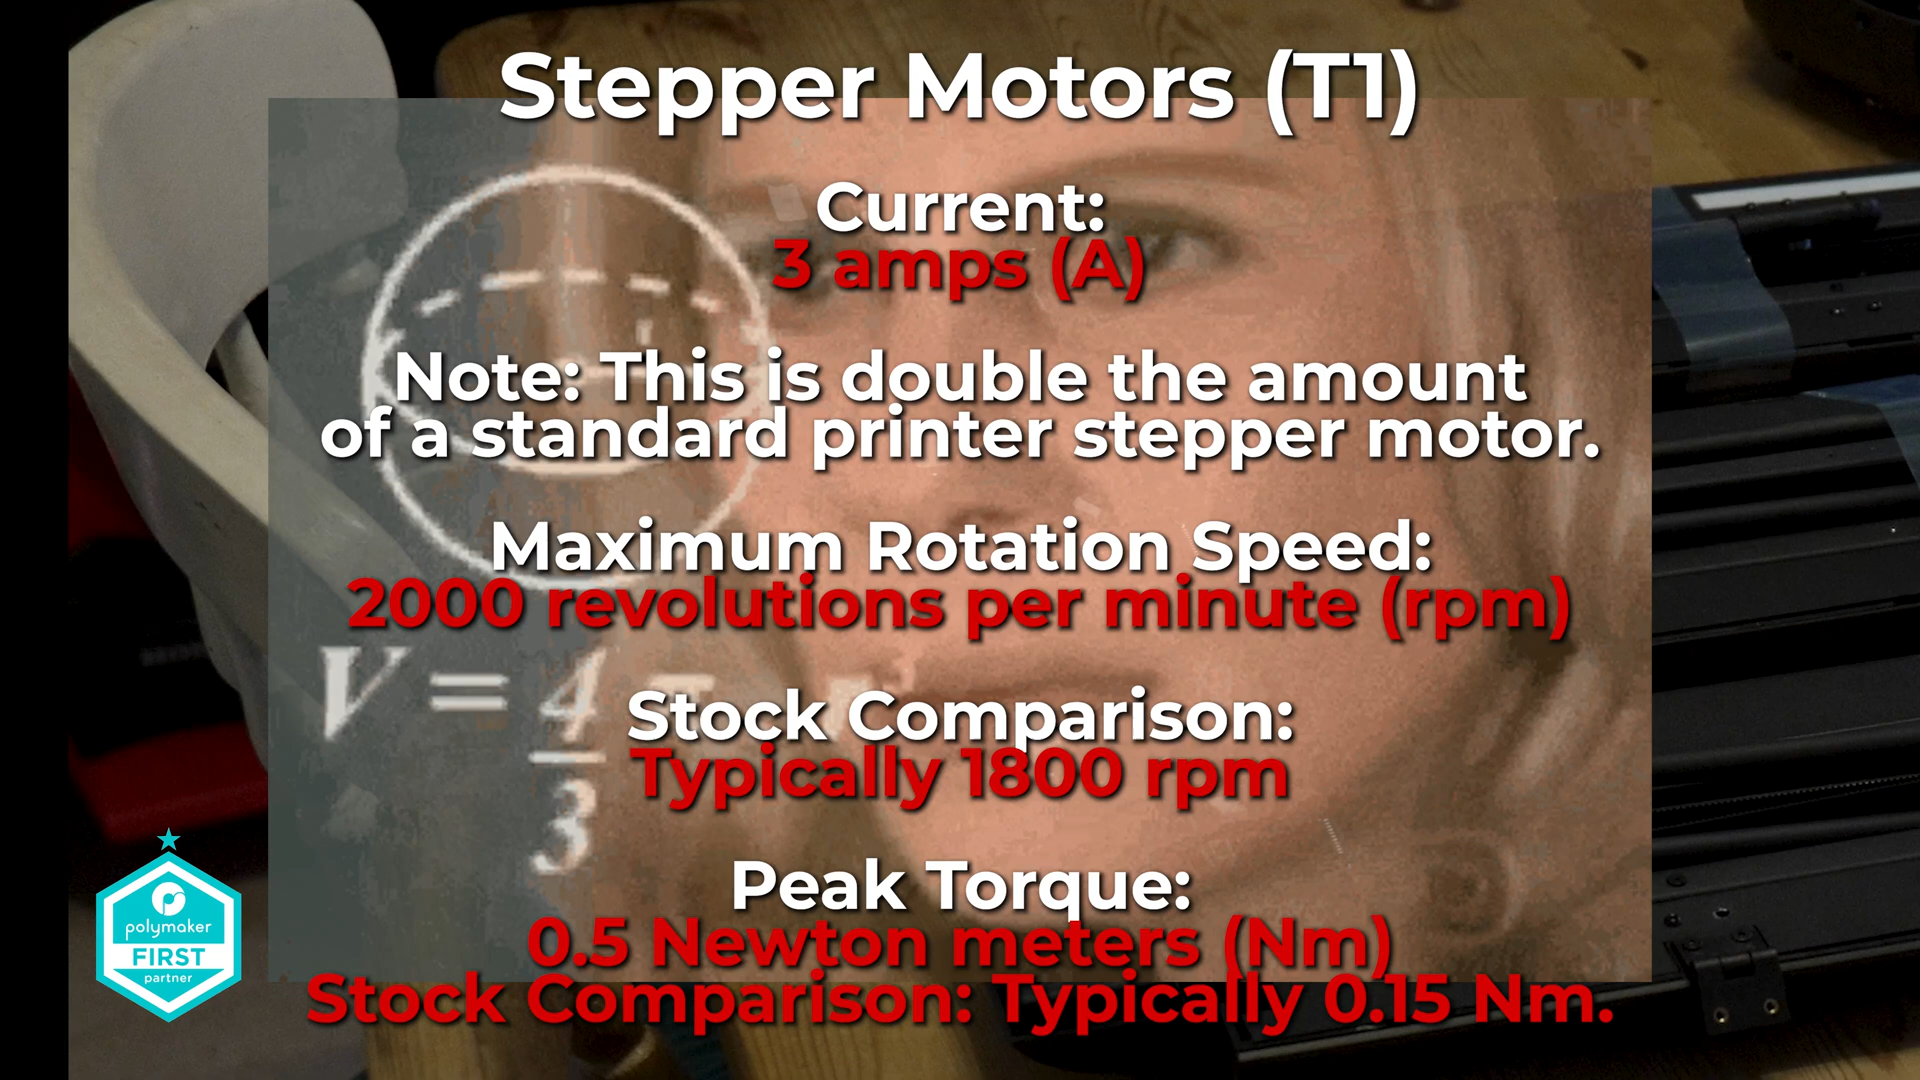 Stepper Motors (T1)
Current:
3 amps (A)
Note: This is double the amount
of a standard printer stepper motor.
Maximum Rotation Speed:
2000 revolutions per minute (rpm)
V = 4
3
Stock Comparison:
Typically 1800 rpm
Peak Torque:
0.5 Newton meters (Nm)
Stock Comparison: Typically 0.15 Nm.
polymaker
FIRST
partner